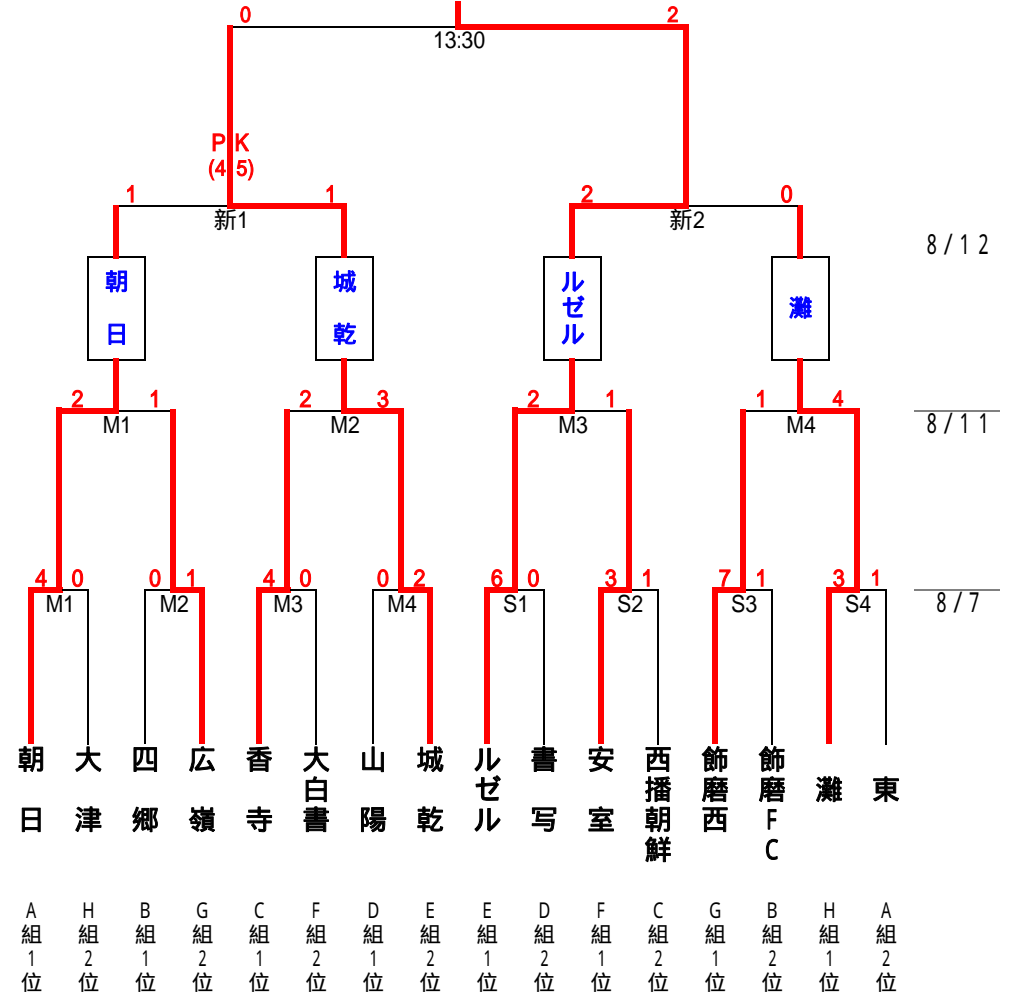 0 2
13:30
PK
(4 5)
1 1 2 0
新1 新2
8/12
朝日 城乾 ルゼル 灘
2 1 2 3 2 1 1 4
M1 M2 M3 M4 8/11
4 0 0 1 4 0 0 2 6 0 3 1 7 1 3 1
M1 M2 M3 M4 S1 S2 S3 S4 8/7
朝日
大津
四郷
広嶺
香寺
大白書
山陽
城乾
ルゼル
書写
安室
西播朝鮮
飾磨西
飾磨FC
灘
東
A組1位
H組2位
B組1位
G組2位
C組1位
F組2位
D組1位
E組2位
E組1位
D組2位
F組1位
C組2位
G組1位
B組2位
H組1位
A組2位